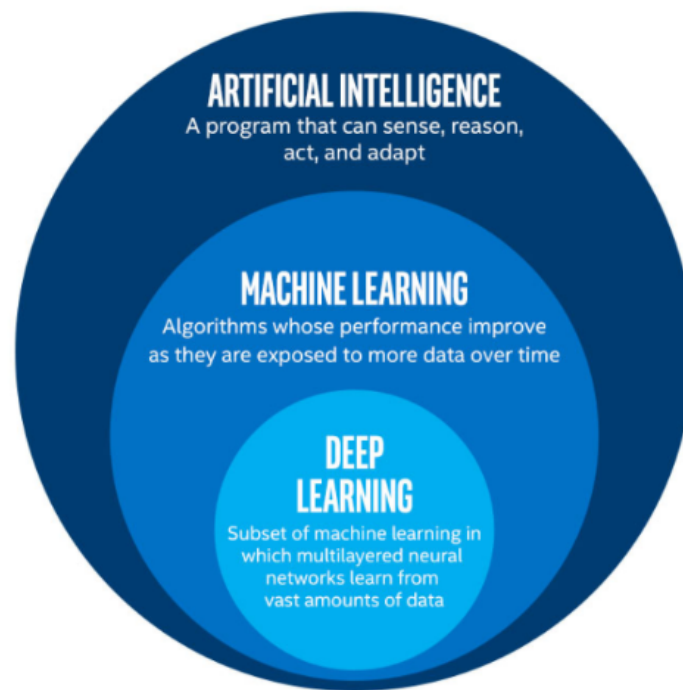 ARTIFICIAL INTELLIGENCE
A program that can sense, reason,
act, and adapt
MACHINE LEARNING
Algorithms whose performance improve
as they are exposed to more data over time
DEEP
LEARNING
Subset of machine learning in
which multilayered neural
networks learn from
vast amounts of data